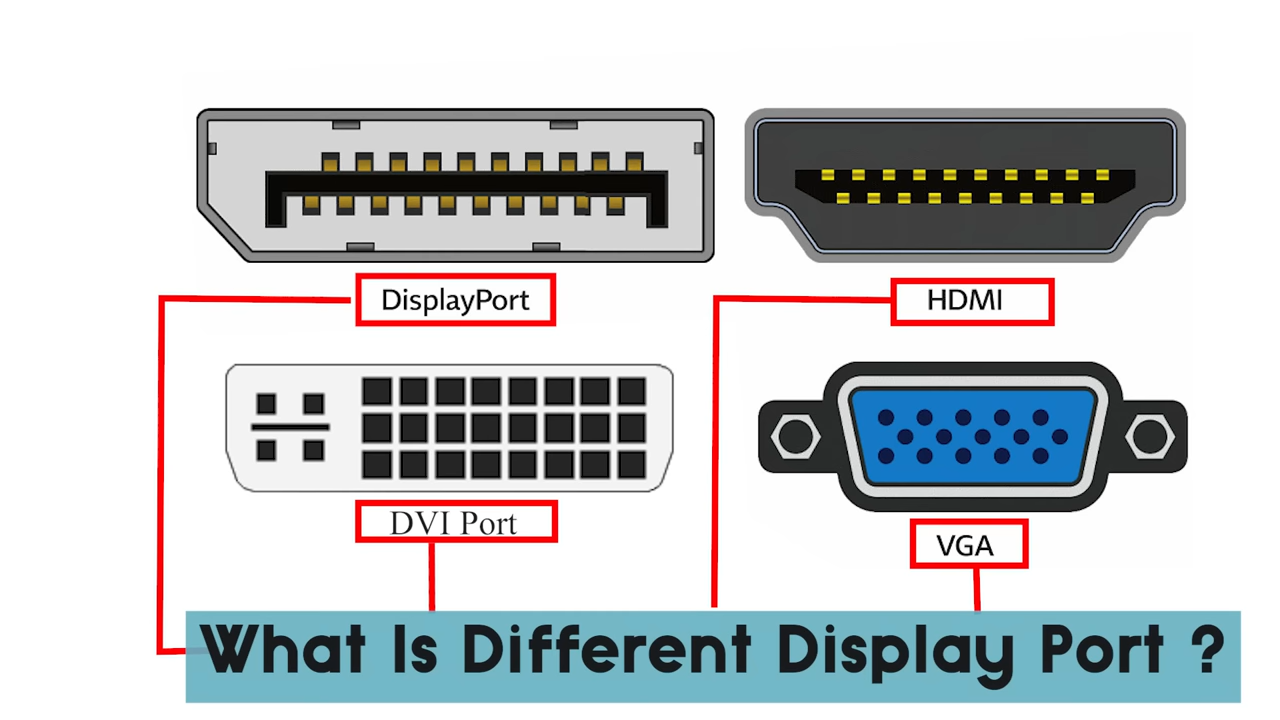 DisplayPort
HDMI
DVI Port
VGA
What Is Different Display Port ?